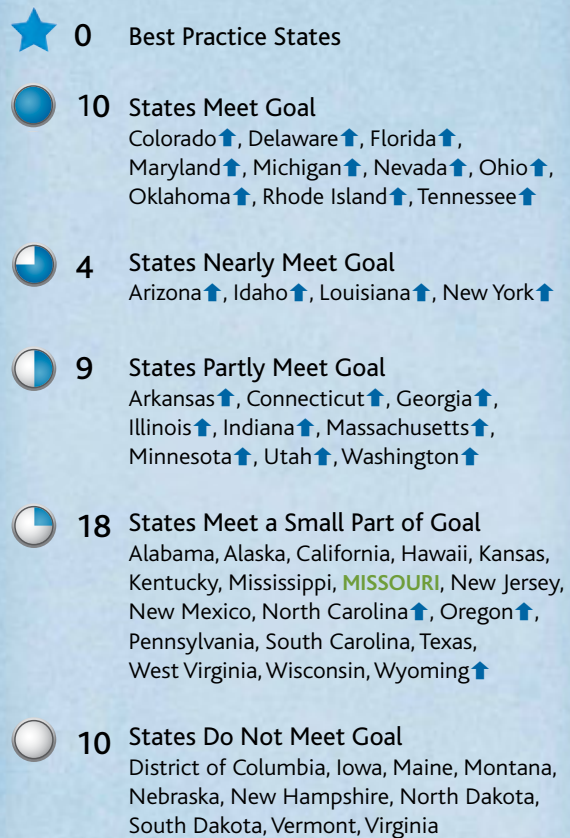 0 Best Practice States
10 States Meet Goal
Colorado⬆, Delaware⬆, Florida⬆,
Maryland⬆, Michigan⬆, Nevada⬆, Ohio⬆,
Oklahoma⬆, Rhode Island⬆, Tennessee⬆
4 States Nearly Meet Goal
Arizona⬆, Idaho⬆, Louisiana⬆, New York⬆
9 States Partly Meet Goal
Arkansas⬆, Connecticut⬆, Georgia⬆,
Illinois⬆, Indiana⬆, Massachusetts⬆,
Minnesota⬆, Utah⬆, Washington⬆
18 States Meet a Small Part of Goal
Alabama, Alaska, California, Hawaii, Kansas,
Kentucky, Mississippi, MISSOURI, New Jersey,
New Mexico, North Carolina⬆, Oregon⬆,
Pennsylvania, South Carolina, Texas,
West Virginia, Wisconsin, Wyoming⬆
10 States Do Not Meet Goal
District of Columbia, Iowa, Maine, Montana,
Nebraska, New Hampshire, North Dakota,
South Dakota, Vermont, Virginia